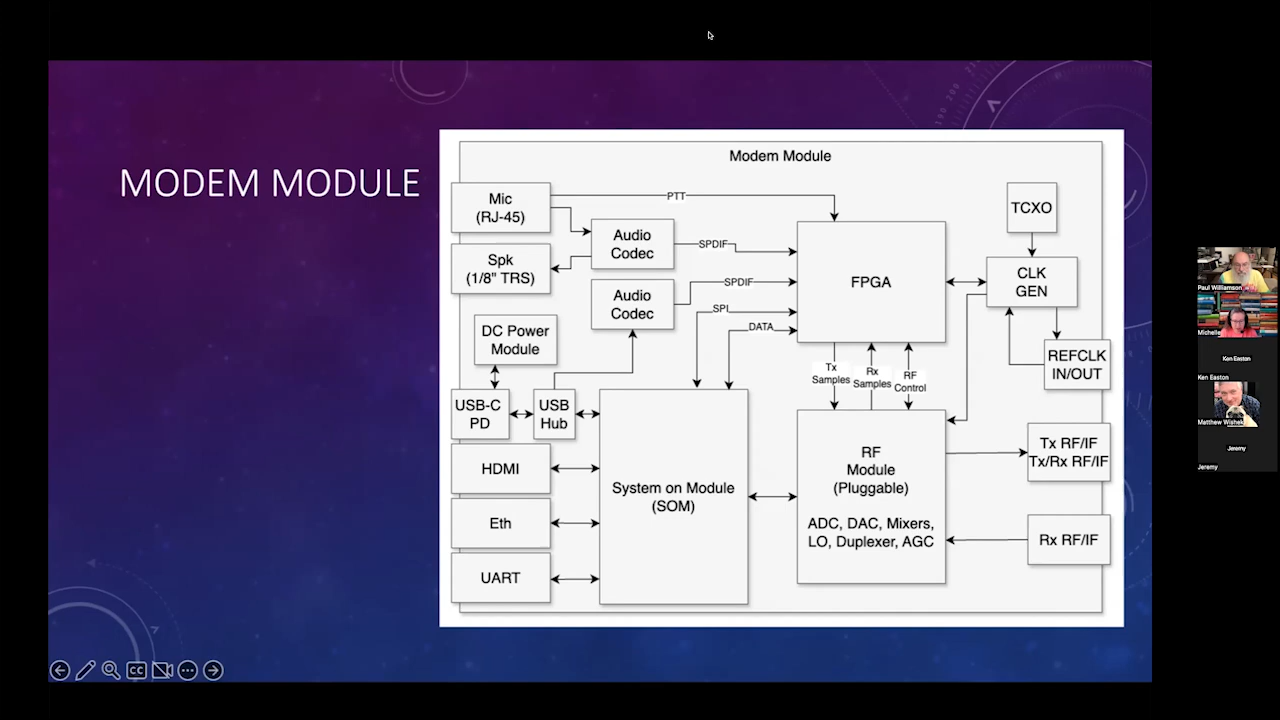 MODEM MODULE
Modem Module
Mic
(RJ-45)
PTT
TCXO
Audio
Codec
SPDIF
Spk
(1/8" TRS)
FPGA
CLK
GEN
Audio
Codec
SPDIF
SPI
DATA
DC Power
Module
REFCLK
IN/OUT
Tx
Samples
Rx
Samples
RF
Control
USB-C
PD
USB
Hub
HDMI
Eth
UART
System on Module
(SOM)
RF
Module
(Pluggable)
ADC, DAC, Mixers,
LO, Duplexer, AGC
Tx RF/IF
Tx/Rx RF/IF
Rx RF/IF
CC
Paul Williamson
Michelle
Ken Easton
Ken Easton
Matthew Wishek
Jeremy
Jeremy